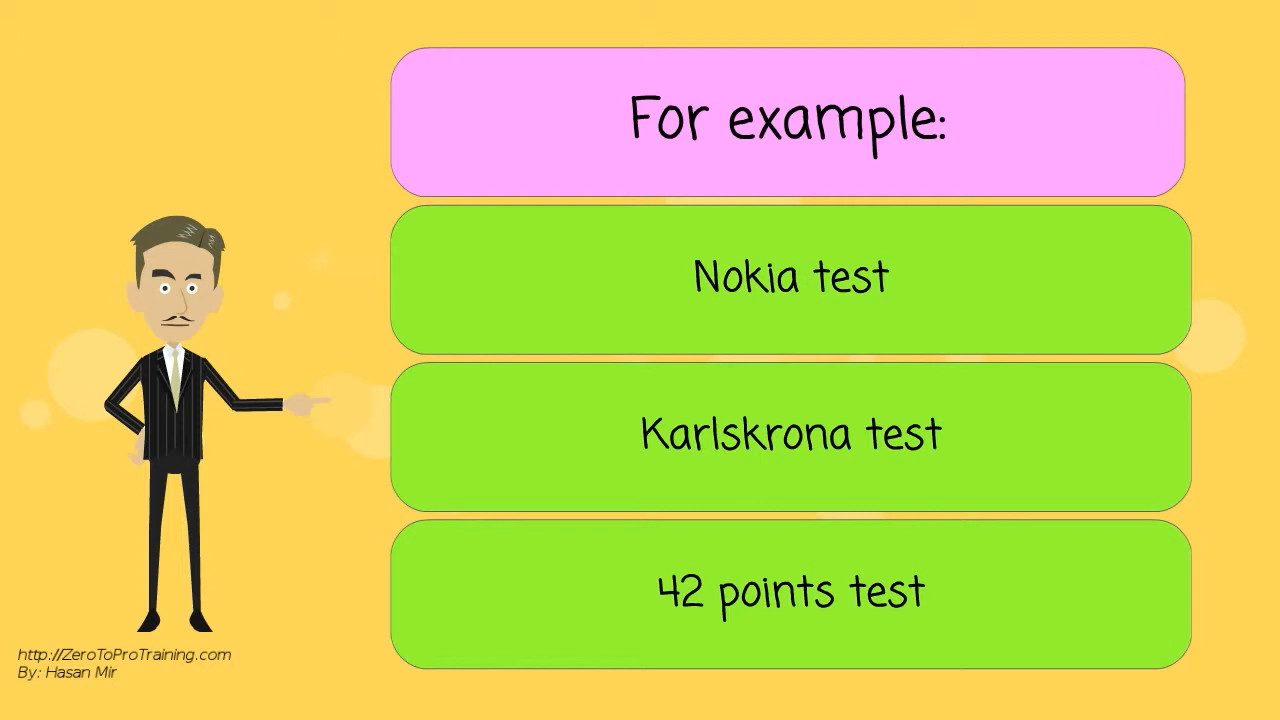 For example:
Nokia test
Karlskrona test
42 points test
http://ZeroToProTraining.com
By: Hasan Mir